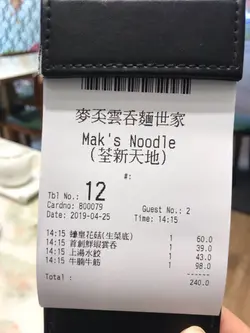 麥奀雲吞麵世家
Mak's Noodle
(荃新天地)
#:
Tbl No.: 12
Cardno: B00079 Guest No.: 2
Date: 2019-04-25 Time: 14:15
14:15 蠔皇花菇(生菜底) 1 60.0
14:15 首創鮮蝦雲吞 1 39.0
14:15 上湯水餃 1 43.0
14:15 牛腩牛筋 1 98.0
Total: 240.0